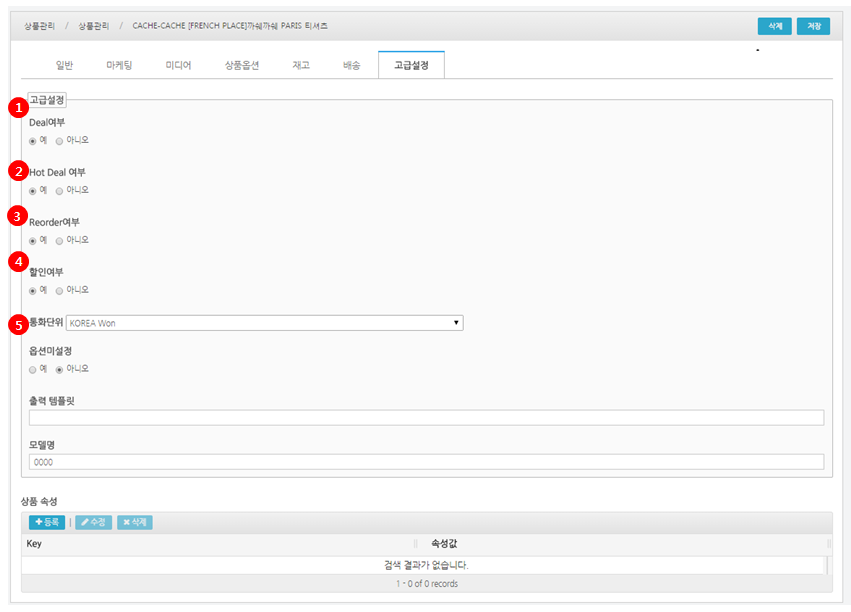 상품관리 / 상품관리 / CACHE-CACHE [FRENCH PLACE]까쉐까쉐 PARIS 티셔츠 삭제 저장
일반 마케팅 미디어 상품옵션 재고 배송 고급설정
고급설정
1
Deal여부
예 아니오
2
Hot Deal 여부
예 아니오
3
Reorder여부
예 아니오
4
할인여부
예 아니오
5
통화단위 KOREA Won
옵션미설정
예 아니오
출력 템플릿
모델명
0000
상품 속성
등록 | 수정 삭제
Key 속성값
검색 결과가 없습니다.
1 - 0 of 0 records